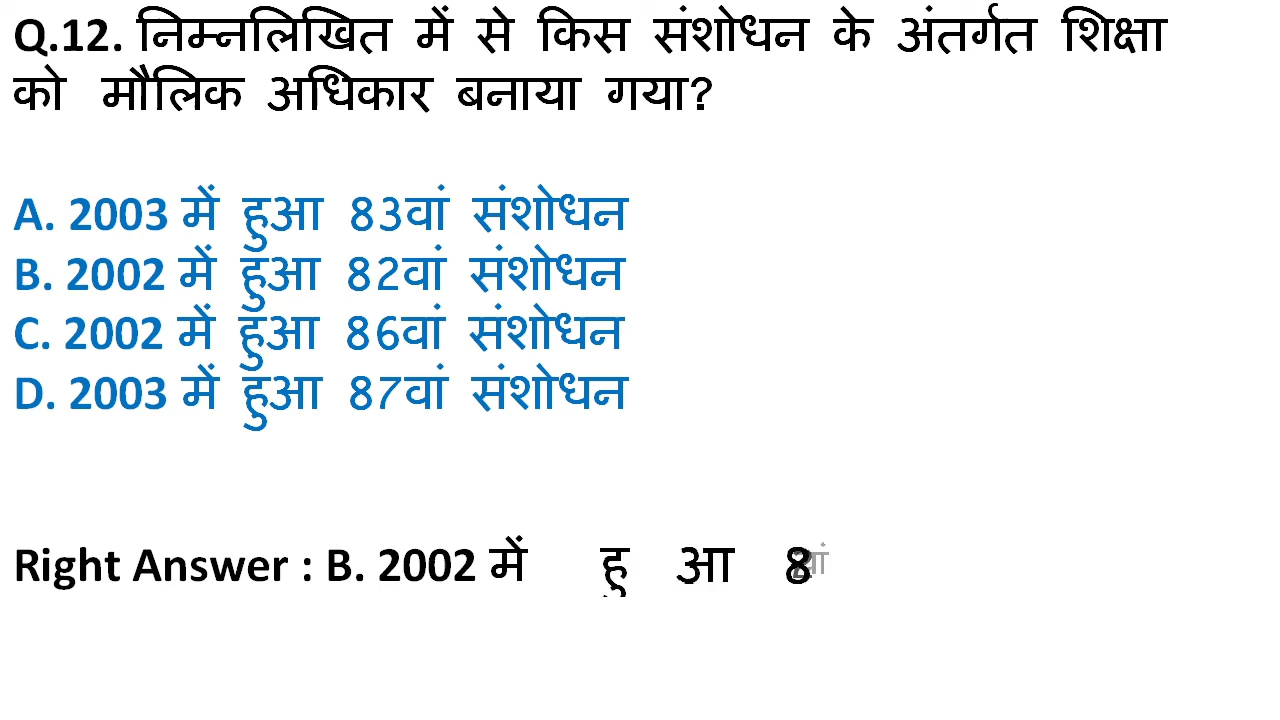 Q.12. निम्नलिखित में से किस संशोधन के अंतर्गत शिक्षा
को मौलिक अधिकार बनाया गया?
A. 2003 में हुआ 83वां संशोधन
B. 2002 में हुआ 82वां संशोधन
C. 2002 में हुआ 86वां संशोधन
D. 2003 में हुआ 87वां संशोधन
Right Answer : B. 2002 में हु आ 8